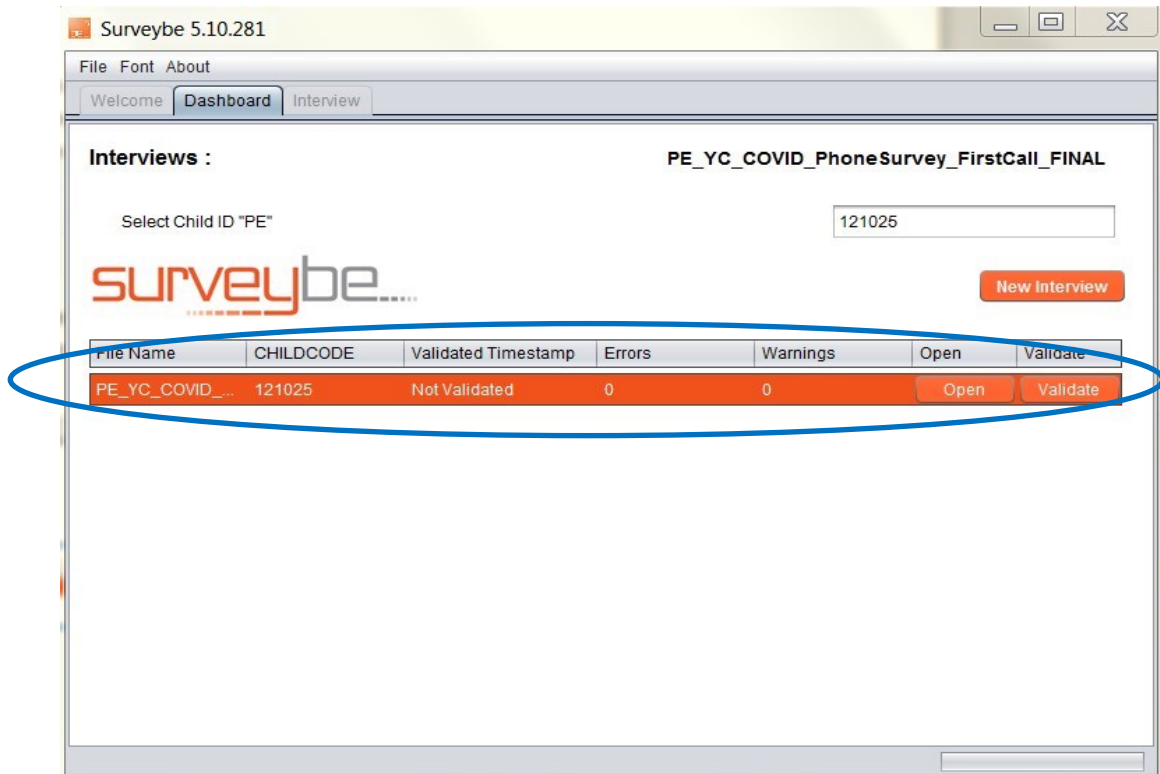 Surveybe 5.10.281
File Font About
Welcome Dashboard Interview
Interviews : PE_YC_COVID_PhoneSurvey_FirstCall_FINAL
Select Child ID "PE" 121025
surveybe.....
New Interview
File Name CHILDCODE Validated Timestamp Errors Warnings Open Validate
PE_YC_COVID_... 121025 Not Validated 0 0 Open Validate